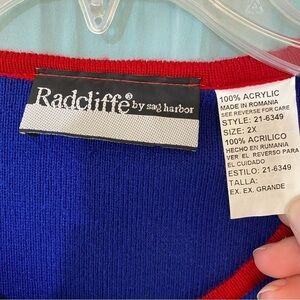 Radcliffe® by sag harbor
100% ACRYLIC
MADE IN ROMANIA
SEE REVERSE FOR CARE
STYLE: 21-6349
SIZE: 2X
100% ACRILICO
HECHO EN RUMANIA
VER EL REVERSO PARA
EL CUIDADO
ESTILO: 21-6349
TALLA:
EX. EX. GRANDE